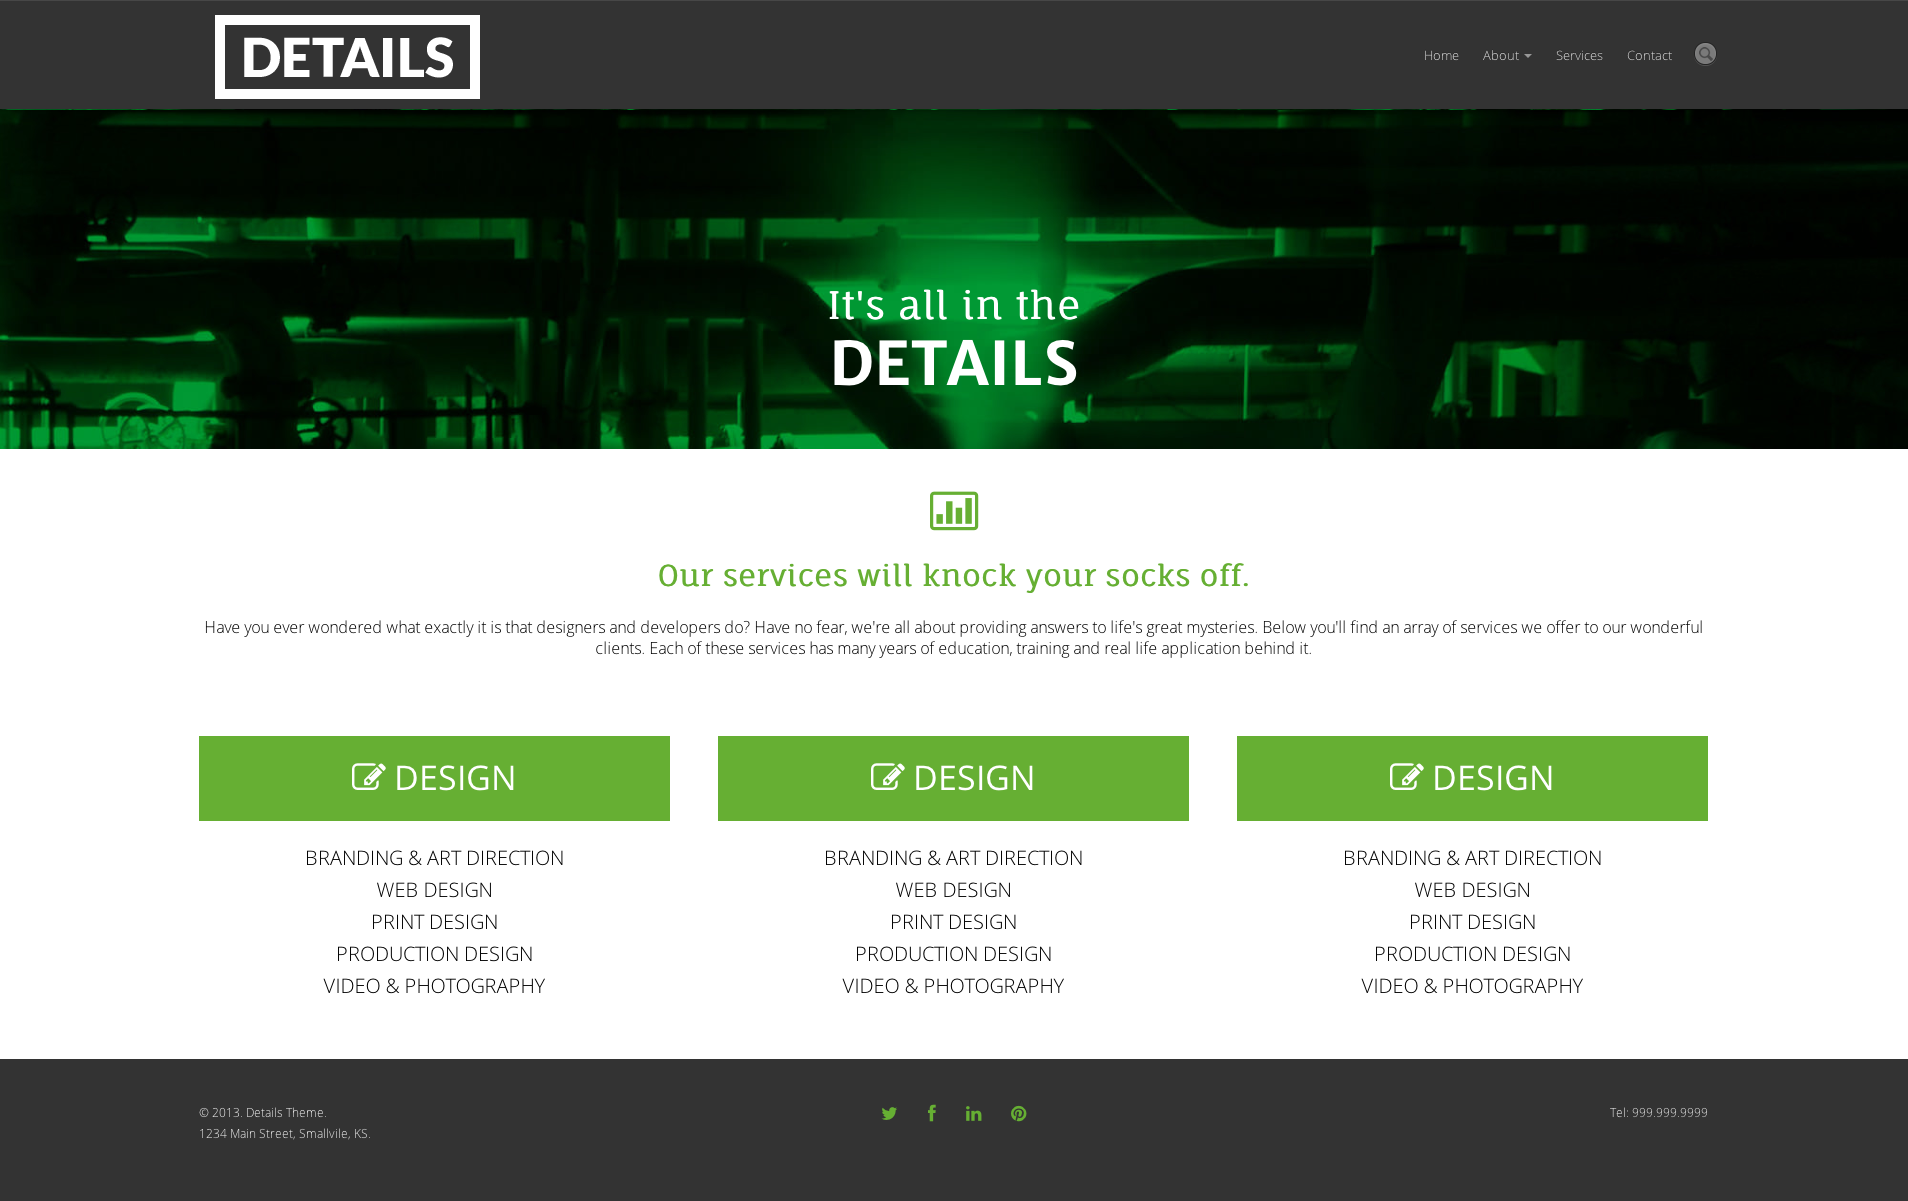 DETAILS
Home About Services Contact
It's all in the
DETAILS
Our services will knock your socks off.
Have you ever wondered what exactly it is that designers and developers do? Have no fear, we're all about providing answers to life's great mysteries. Below you'll find an array of services we offer to our wonderful
clients. Each of these services has many years of education, training and real life application behind it.
DESIGN
BRANDING & ART DIRECTION
WEB DESIGN
PRINT DESIGN
PRODUCTION DESIGN
VIDEO & PHOTOGRAPHY
DESIGN
BRANDING & ART DIRECTION
WEB DESIGN
PRINT DESIGN
PRODUCTION DESIGN
VIDEO & PHOTOGRAPHY
DESIGN
BRANDING & ART DIRECTION
WEB DESIGN
PRINT DESIGN
PRODUCTION DESIGN
VIDEO & PHOTOGRAPHY
© 2013. Details Theme.
1234 Main Street, Smallvile, KS.
Tel: 999.999.9999